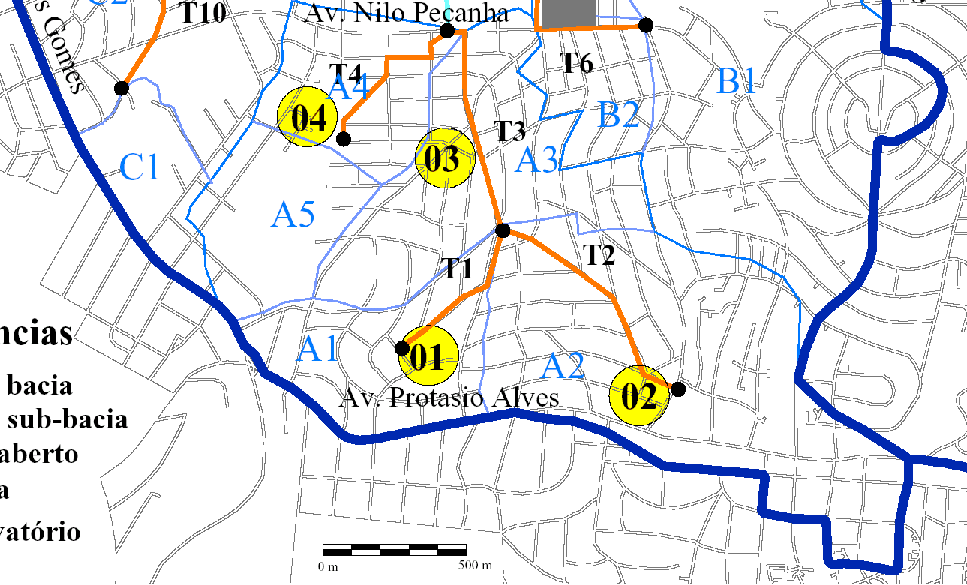 C2
T10
Av. Nilo Peçanha
s Gomes
T4
A4
T6
B1
04
B2
T3
03
A3
C1
A5
T1
T2
A1
01
A2
02
Av. Protasio Alves
ncias
bacia
sub-bacia
aberto
a
vatório
0 m
500 m